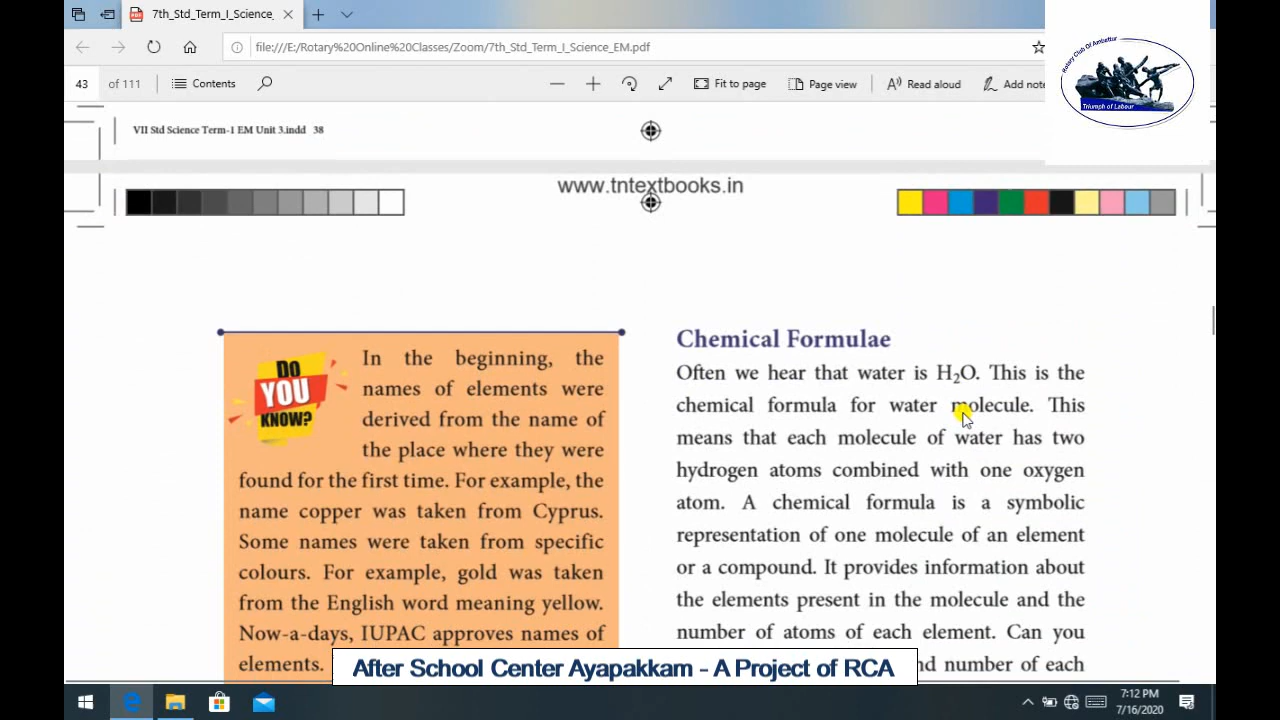 7th_Std_Term_I_Science_
file:///E:/Rotary%20Online%20Classes/Zoom/7th_Std_Term_I_Science_EM.pdf
43 of 111 Contents Fit to page Page view Read aloud Add note
Rotary Club Of Ambattur
Triumph of Labour
VII Std Science Term-1 EM Unit 3.indd 38
www.tntextbooks.in
DO YOU KNOW?
In the beginning, the
names of elements were
derived from the name of
the place where they were
found for the first time. For example, the
name copper was taken from Cyprus.
Some names were taken from specific
colours. For example, gold was taken
from the English word meaning yellow.
Now-a-days, IUPAC approves names of
elements.
Chemical Formulae
Often we hear that water is H₂O. This is the
chemical formula for water molecule. This
means that each molecule of water has two
hydrogen atoms combined with one oxygen
atom. A chemical formula is a symbolic
representation of one molecule of an element
or a compound. It provides information about
the elements present in the molecule and the
number of atoms of each element. Can you
nd number of each
After School Center Ayapakkam - A Project of RCA
7:12 PM
7/16/2020